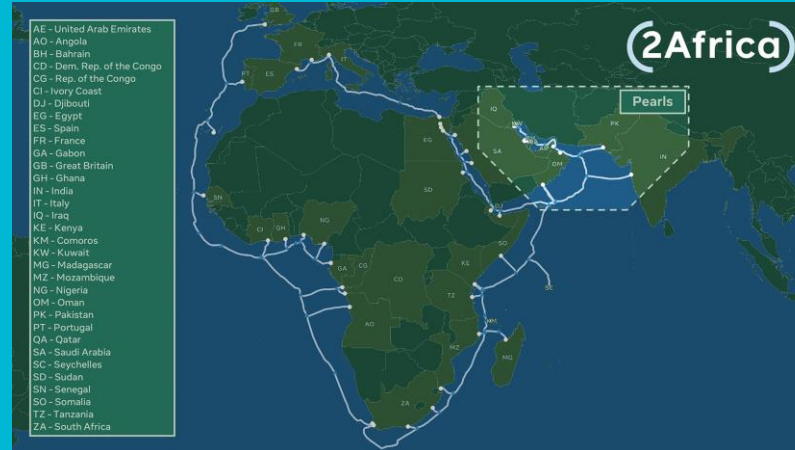 AE – United Arab Emirates
AO – Angola
BH – Bahrain
CD – Dem. Rep. of the Congo
CG – Rep. of the Congo
CI – Ivory Coast
DJ – Djibouti
EG – Egypt
ES – Spain
FR – France
GA – Gabon
GB – Great Britain
GH – Ghana
IN – India
IT – Italy
IQ – Iraq
KE – Kenya
KM – Comoros
KW – Kuwait
MG – Madagascar
MZ – Mozambique
NG – Nigeria
OM – Oman
PK – Pakistan
PT – Portugal
QA – Qatar
SA – Saudi Arabia
SC – Seychelles
SD – Sudan
SN – Senegal
SO – Somalia
TZ – Tanzania
ZA – South Africa
(2Africa)
Pearls
GB
FR
PT
ES
IT
IQ
KW
PK
EG
SA
OM
IN
SD
SN
DJ
CI
GH
NG
SO
GA
CG
CD
KE
TZ
AO
KM
MZ
ZA